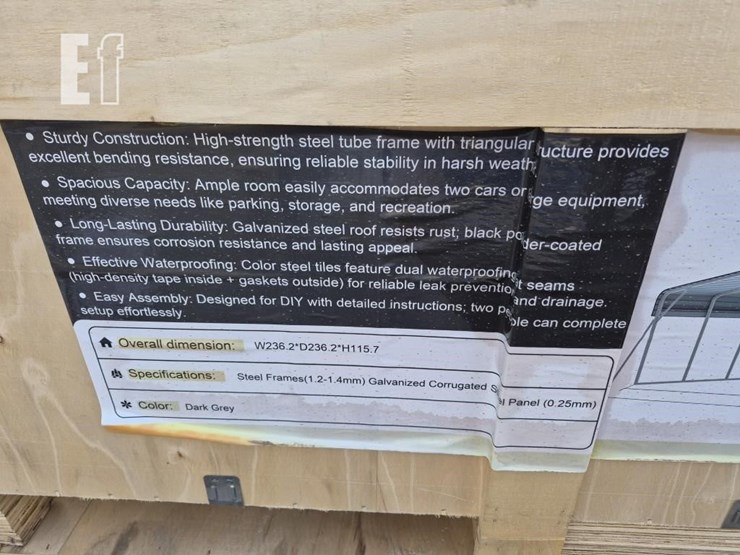 Ef
• Sturdy Construction: High-strength steel tube frame with triangular ucture provides
excellent bending resistance, ensuring reliable stability in harsh weath
• Spacious Capacity: Ample room easily accommodates two cars or ge equipment,
meeting diverse needs like parking, storage, and recreation.
• Long-Lasting Durability: Galvanized steel roof resists rust; black po der-coated
frame ensures corrosion resistance and lasting appeal.
• Effective Waterproofing: Color steel tiles feature dual waterproofing t seams
(high-density tape inside + gaskets outside) for reliable leak preventio and drainage.
• Easy Assembly: Designed for DIY with detailed instructions; two p ple can complete
setup effortlessly.
Overall dimension: W236.2*D236.2*H115.7
Specifications: Steel Frames(1.2-1.4mm) Galvanized Corrugated S l Panel (0.25mm)
Color: Dark Grey